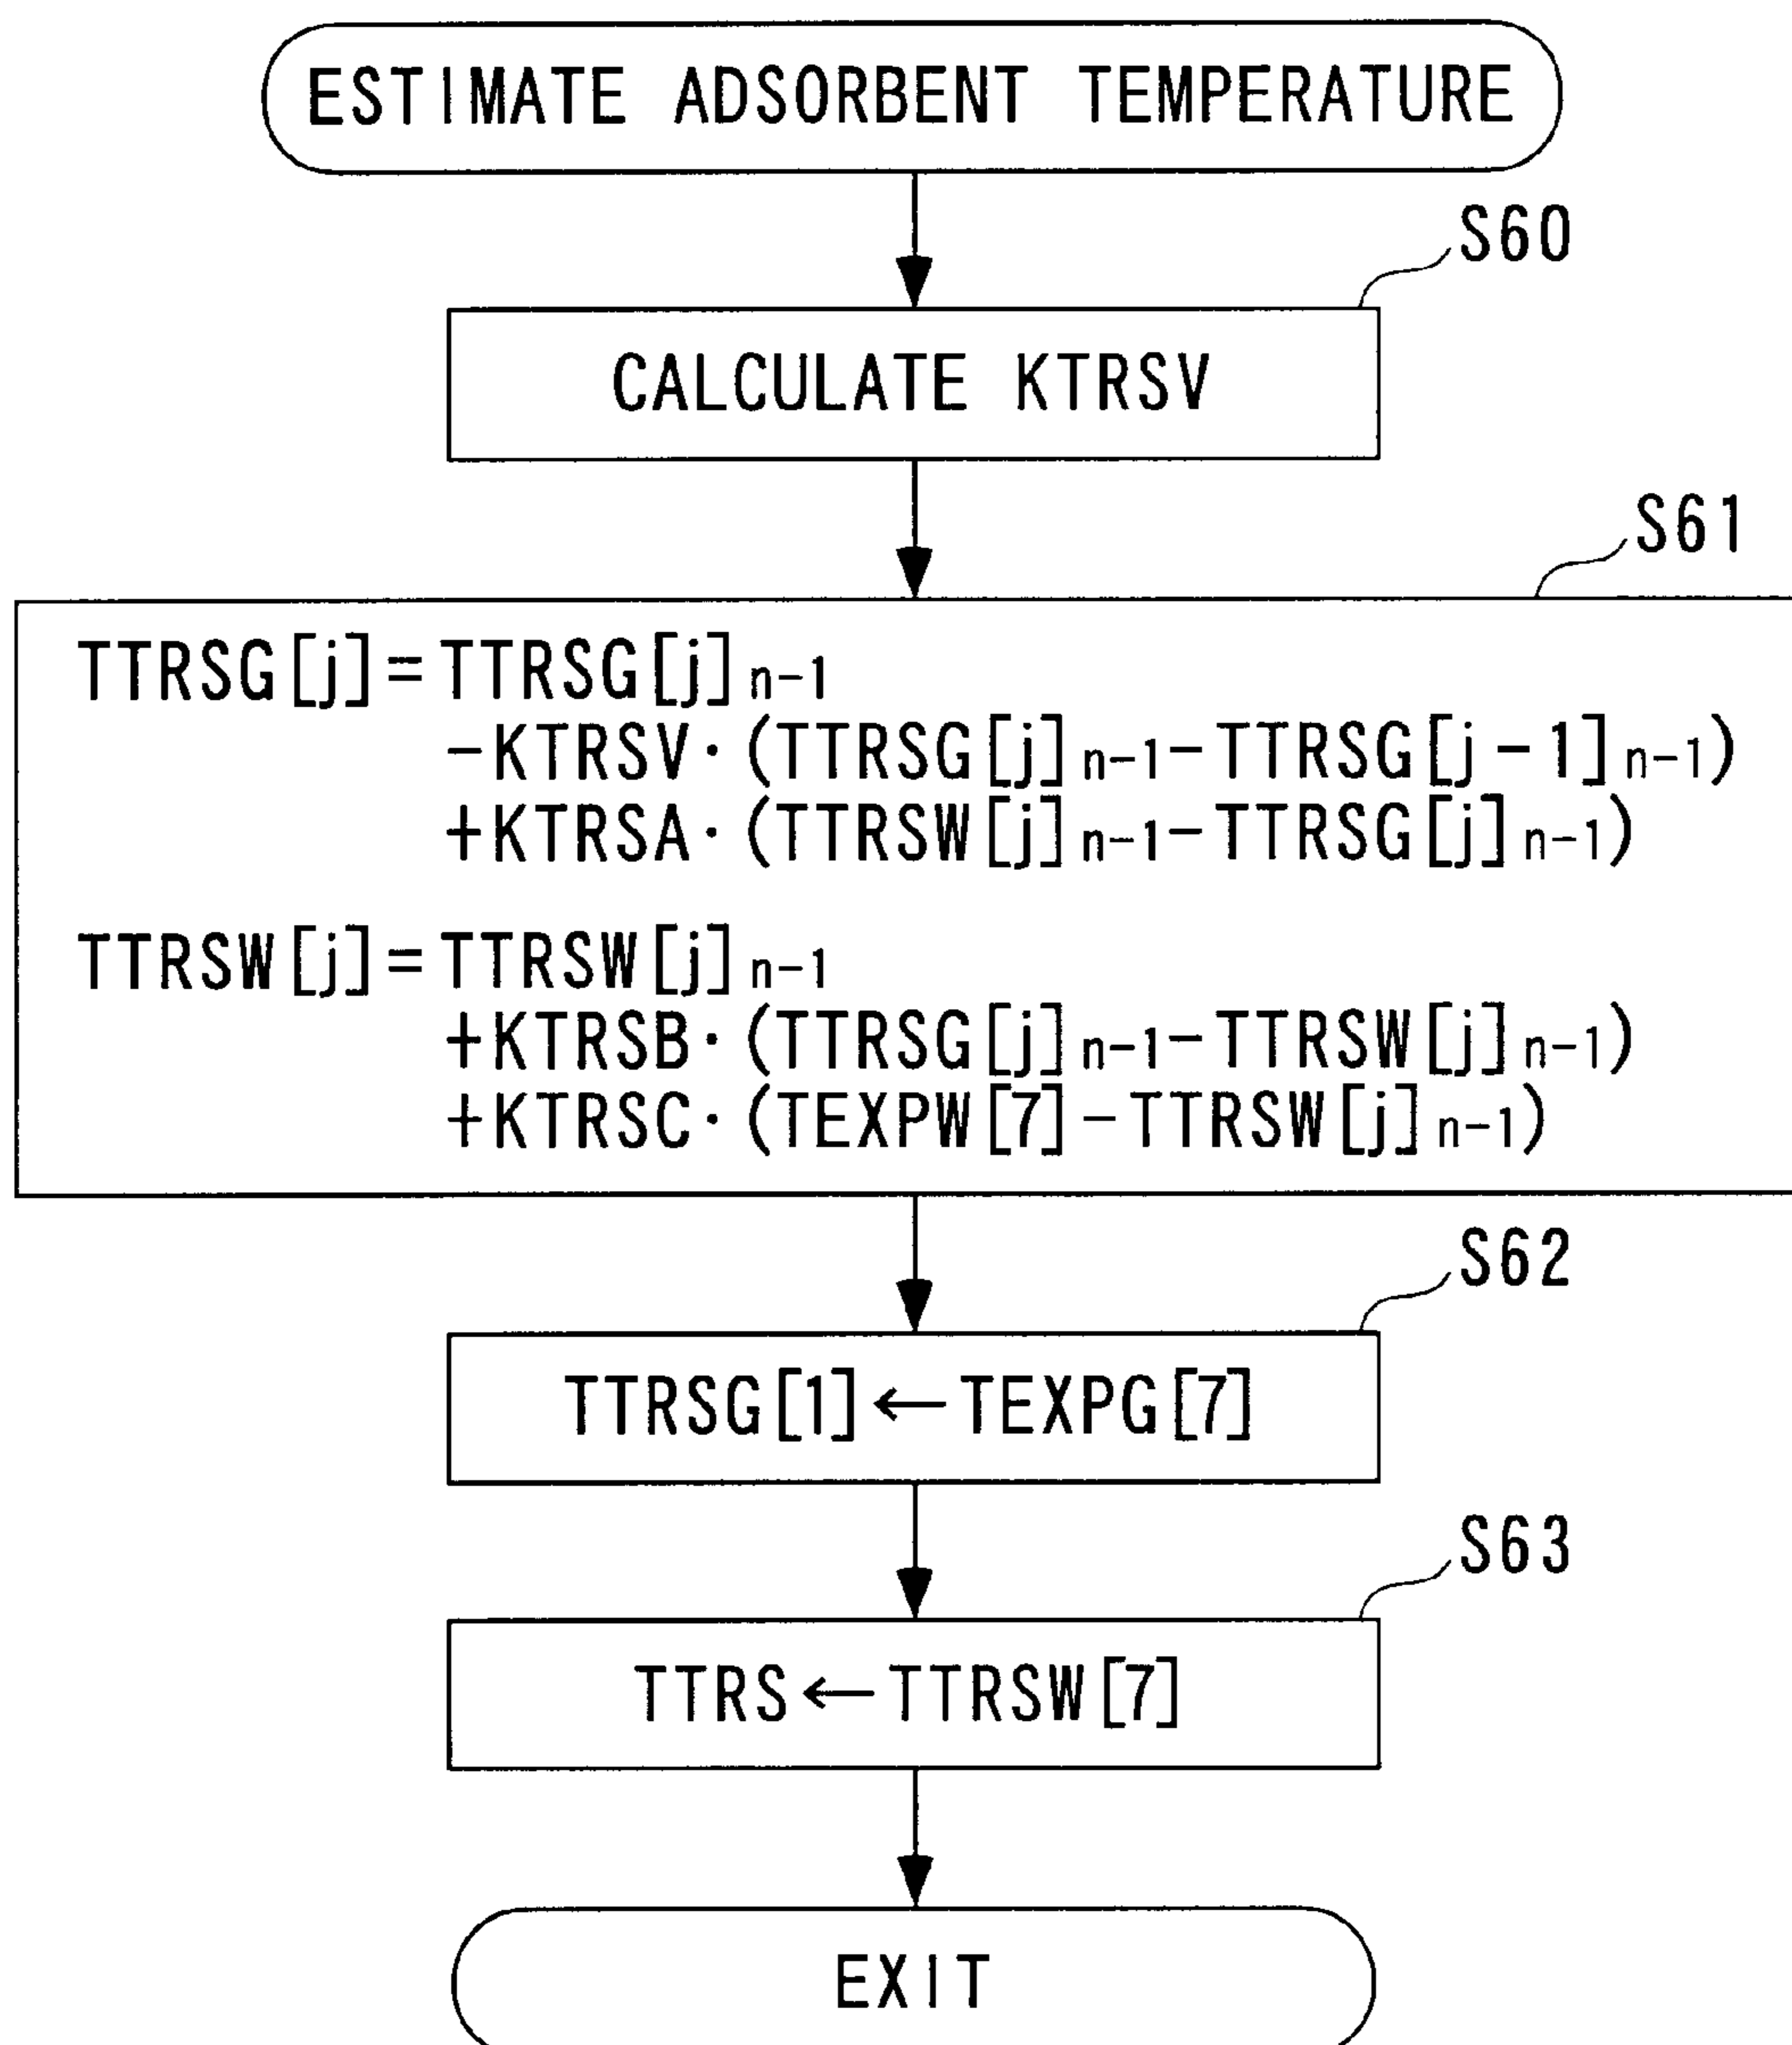 ESTIMATE ADSORBENT TEMPERATURE
S60
CALCULATE KTRSV
S61
TTRSG[j]=TTRSG[j]n-1
-KTRSV·(TTRSG[j]n-1-TTRSG[j-1]n-1)
+KTRSA·(TTRSW[j]n-1-TTRSG[j]n-1)
TTRSW[j]=TTRSW[j]n-1
+KTRSB·(TTRSG[j]n-1-TTRSW[j]n-1)
+KTRSC·(TEXPW[7]-TTRSW[j]n-1)
S62
TTRSG[1]←TEXPG[7]
S63
TTRS←TTRSW[7]
EXIT